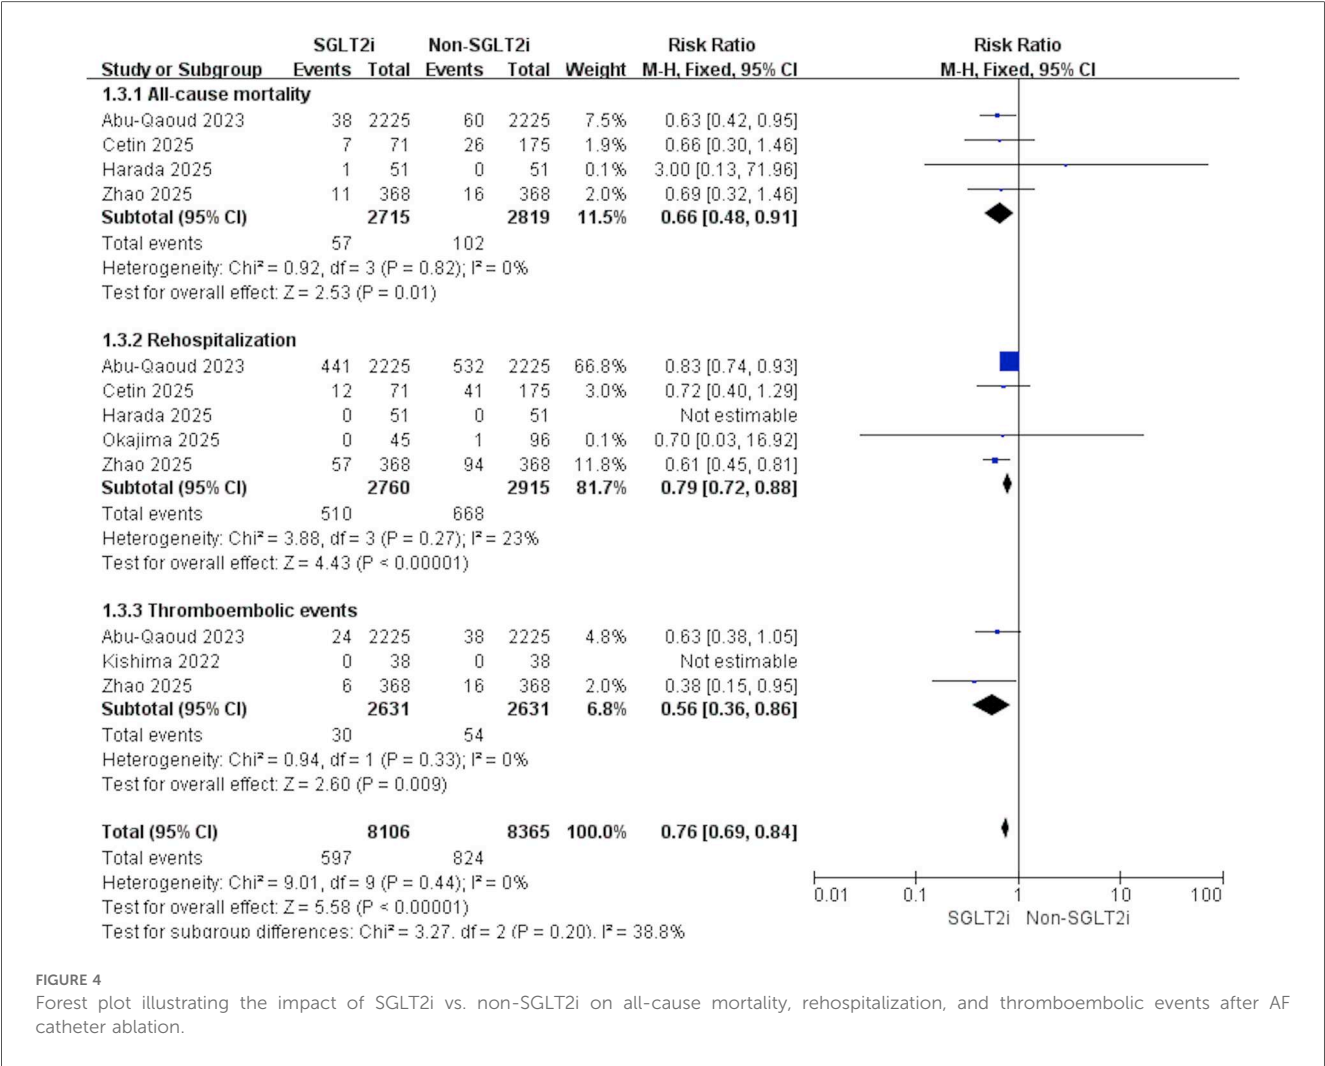 SGLT2i Non-SGLT2i Risk Ratio Risk Ratio
Study or Subgroup Events Total Events Total Weight M-H, Fixed, 95% CI M-H, Fixed, 95% CI
1.3.1 All-cause mortality
Abu-Qaoud 2023 38 2225 60 2225 7.5% 0.63 [0.42, 0.95]
Cetin 2025 7 71 26 175 1.9% 0.66 [0.30, 1.46]
Harada 2025 1 51 0 51 0.1% 3.00 [0.13, 71.96]
Zhao 2025 11 368 16 368 2.0% 0.69 [0.32, 1.46]
Subtotal (95% CI) 2715 2819 11.5% 0.66 [0.48, 0.91]
Total events 57 102
Heterogeneity: Chi² = 0.92, df = 3 (P = 0.82); I² = 0%
Test for overall effect: Z = 2.53 (P = 0.01)
1.3.2 Rehospitalization
Abu-Qaoud 2023 441 2225 532 2225 66.8% 0.83 [0.74, 0.93]
Cetin 2025 12 71 41 175 3.0% 0.72 [0.40, 1.29]
Harada 2025 0 51 0 51 Not estimable
Okajima 2025 0 45 1 96 0.1% 0.70 [0.03, 16.92]
Zhao 2025 57 368 94 368 11.8% 0.61 [0.45, 0.81]
Subtotal (95% CI) 2760 2915 81.7% 0.79 [0.72, 0.88]
Total events 510 668
Heterogeneity: Chi² = 3.88, df = 3 (P = 0.27); I² = 23%
Test for overall effect: Z = 4.43 (P < 0.00001)
1.3.3 Thromboembolic events
Abu-Qaoud 2023 24 2225 38 2225 4.8% 0.63 [0.38, 1.05]
Kishima 2022 0 38 0 38 Not estimable
Zhao 2025 6 368 16 368 2.0% 0.38 [0.15, 0.95]
Subtotal (95% CI) 2631 2631 6.8% 0.56 [0.36, 0.86]
Total events 30 54
Heterogeneity: Chi² = 0.94, df = 1 (P = 0.33); I² = 0%
Test for overall effect: Z = 2.60 (P = 0.009)
Total (95% CI) 8106 8365 100.0% 0.76 [0.69, 0.84]
Total events 597 824
Heterogeneity: Chi² = 9.01, df = 9 (P = 0.44); I² = 0%
Test for overall effect: Z = 5.58 (P < 0.00001)
Test for subgroup differences: Chi² = 3.27, df = 2 (P = 0.20), I² = 38.8%
0.01 0.1 1 10 100
SGLT2i Non-SGLT2i
FIGURE 4
Forest plot illustrating the impact of SGLT2i vs. non-SGLT2i on all-cause mortality, rehospitalization, and thromboembolic events after AF
catheter ablation.